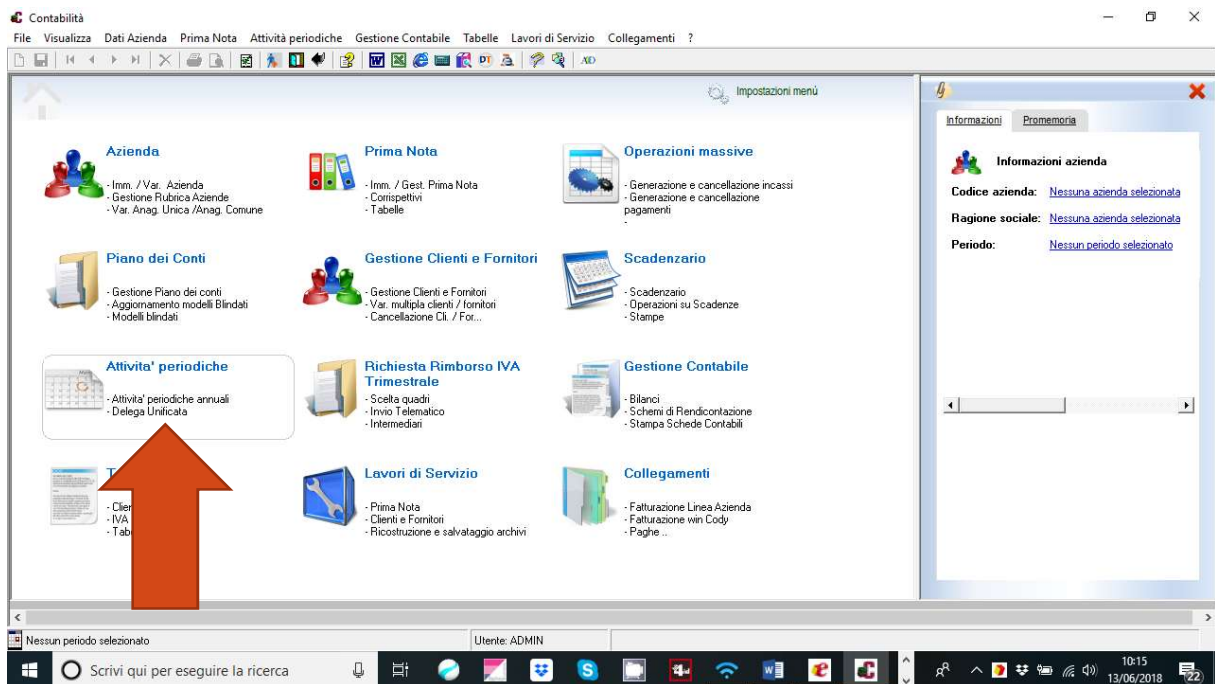 Contabilità
File Visualizza Dati Azienda Prima Nota Attività periodiche Gestione Contabile Tabelle Lavori di Servizio Collegamenti ?
Impostazioni menù
Azienda
- Imm. / Var. Azienda
- Gestione Rubrica Aziende
- Var. Anag. Unica /Anag. Comune
Prima Nota
- Imm. / Gest. Prima Nota
- Corrispettivi
- Tabelle
Operazioni massive
- Generazione e cancellazione incassi
- Generazione e cancellazione
pagamenti
-
Piano dei Conti
- Gestione Piano dei conti
- Aggiornamento modelli Blindati
- Modelli blindati
Gestione Clienti e Fornitori
- Gestione Clienti e Fornitori
- Var. multipla clienti / fornitori
- Cancellazione Cli. / For...
Scadenzario
- Scadenzario
- Operazioni su Scadenze
- Stampe
Attivita' periodiche
- Attivita' periodiche annuali
- Delega Unificata
Richiesta Rimborso IVA
Trimestrale
- Scelta quadri
- Invio Telematico
- Intermediari
Gestione Contabile
- Bilanci
- Schemi di Rendicontazione
- Stampa Schede Contabili
T
- Clien
- IVA
- Tab
Lavori di Servizio
- Prima Nota
- Clienti e Fornitori
- Ricostruzione e salvataggio archivi
Collegamenti
- Fatturazione Linea Azienda
- Fatturazione win Cody
- Paghe ..
Informazioni Promemoria
Informazioni azienda
Codice azienda: Nessuna azienda selezionata
Ragione sociale: Nessuna azienda selezionata
Periodo: Nessun periodo selezionato
Nessun periodo selezionato Utente: ADMIN
Scrivi qui per eseguire la ricerca
10:15
13/06/2018
22